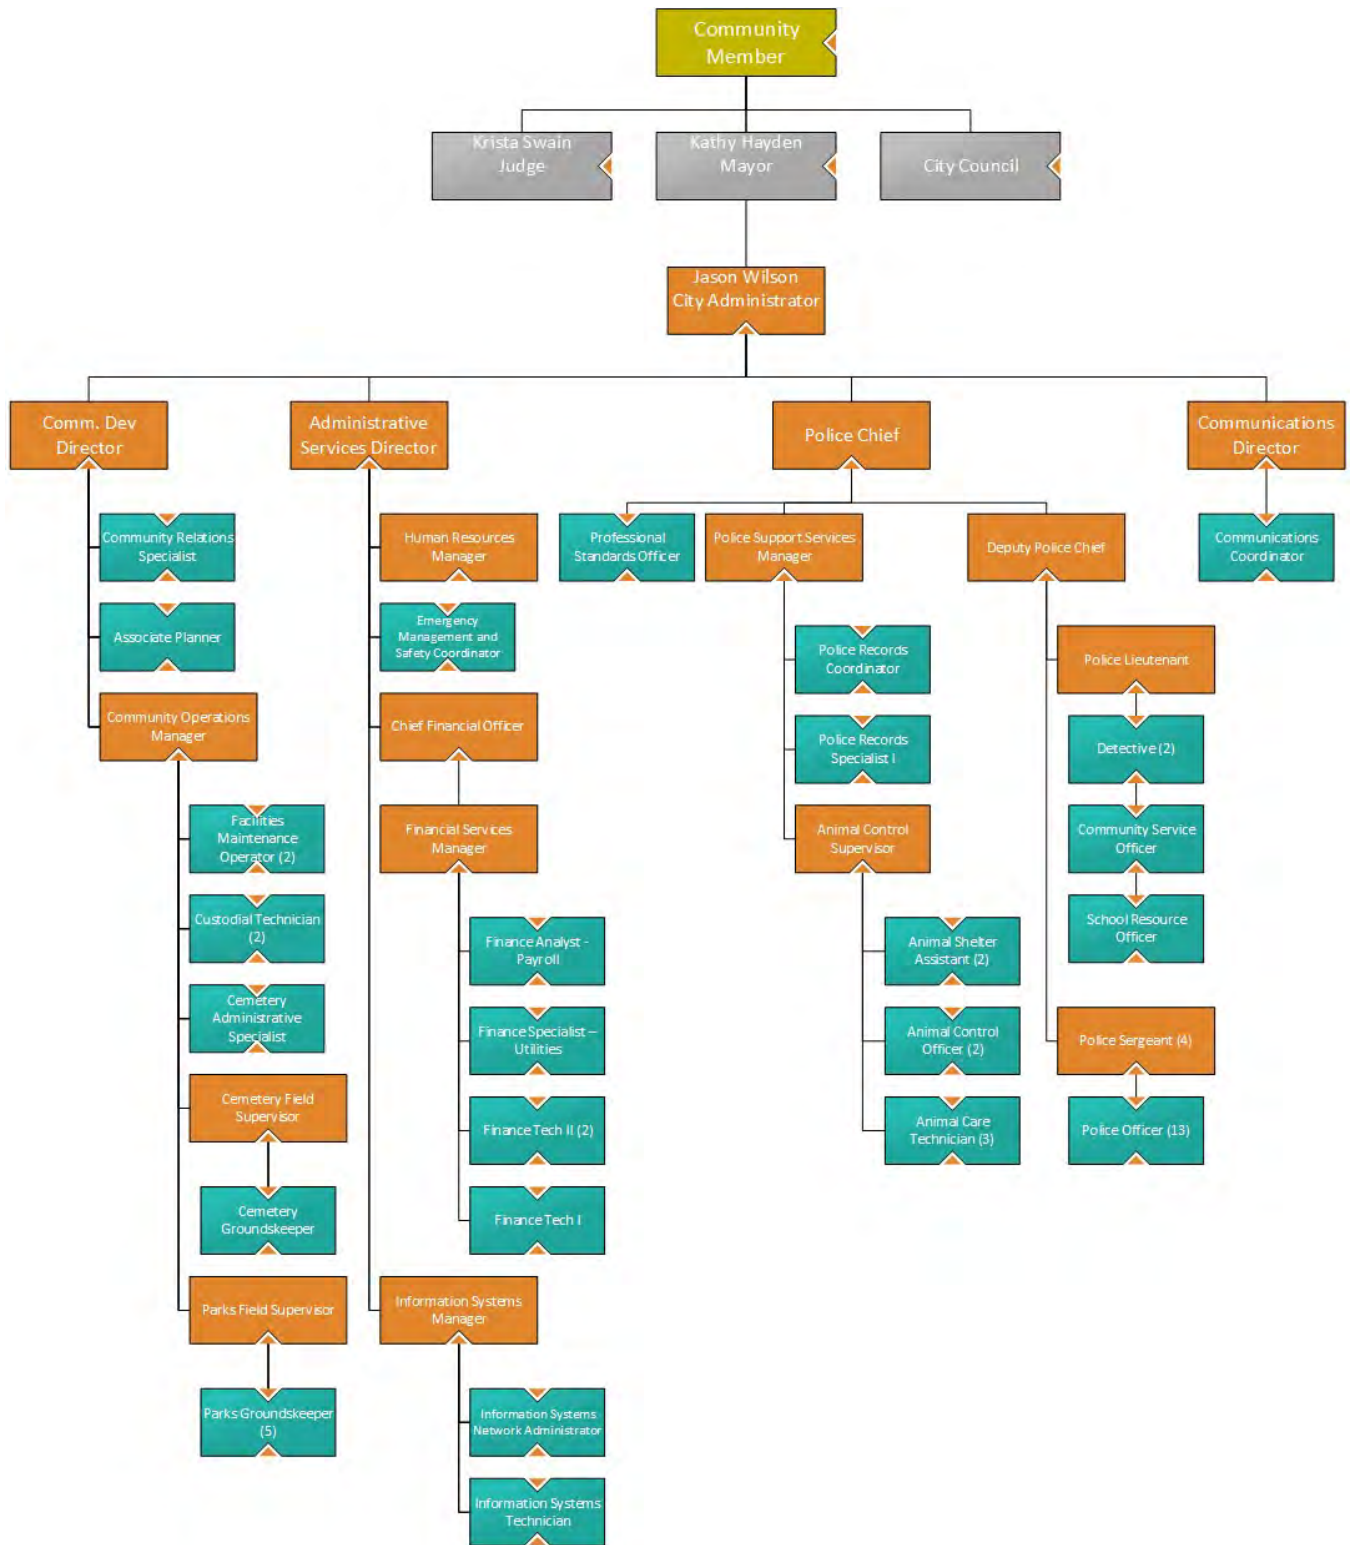 Community
Member
Krista Swain
Judge
Kathy Hayden
Mayor
City Council
Jason Wilson
City Administrator
Comm. Dev
Director
Administrative
Services Director
Police Chief
Communications
Director
Community Relations
Specialist
Associate Planner
Community Operations
Manager
Facilities
Maintenance
Operator (2)
Custodial Technician
(2)
Cemetery
Administrative
Specialist
Cemetery Field
Supervisor
Cemetery
Groundskeeper
Parks Field Supervisor
Parks Groundskeeper
(5)
Human Resources
Manager
Emergency
Management and
Safety Coordinator
Chief Financial Officer
Financial Services
Manager
Finance Analyst -
Payroll
Finance Specialist –
Utilities
Finance Tech II (2)
Finance Tech I
Information Systems
Manager
Information Systems
Network Administrator
Information Systems
Technician
Professional
Standards Officer
Police Support Services
Manager
Police Records
Coordinator
Police Records
Specialist I
Animal Control
Supervisor
Animal Shelter
Assistant (2)
Animal Control
Officer (2)
Animal Care
Technician (3)
Deputy Police Chief
Police Lieutenant
Detective (2)
Community Service
Officer
School Resource
Officer
Police Sergeant (4)
Police Officer (13)
Communications
Coordinator